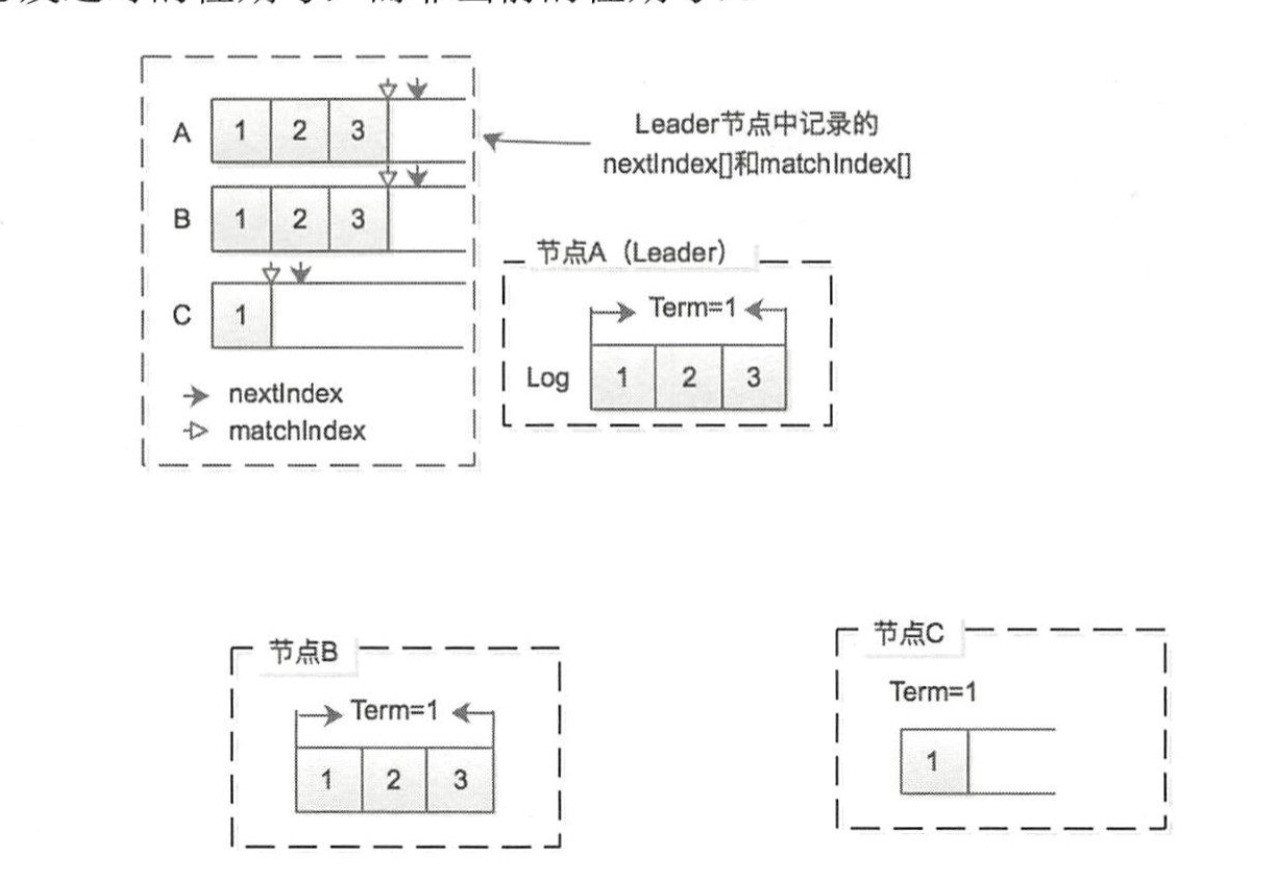 A 1 2 3
B 1 2 3
C 1
nextIndex
matchIndex
Leader节点中记录的
nextIndex[]和matchIndex[]
节点A（Leader）
Term=1
Log 1 2 3
节点B
Term=1
1 2 3
节点C
Term=1
1